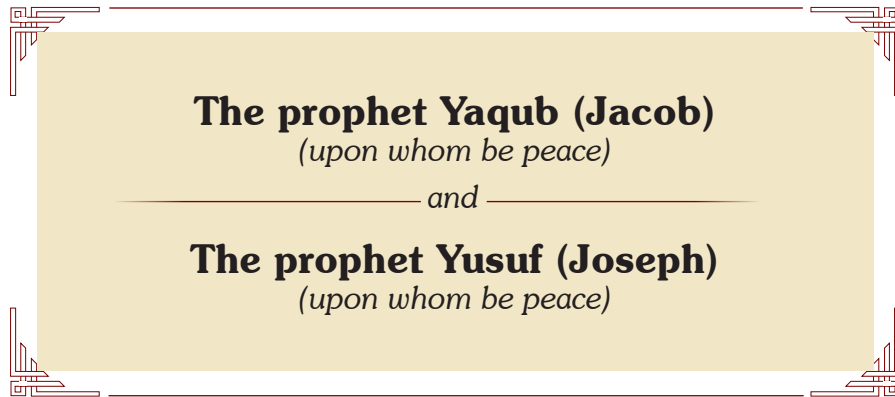 The prophet Yaqub (Jacob)
(upon whom be peace)
and
The prophet Yusuf (Joseph)
(upon whom be peace)